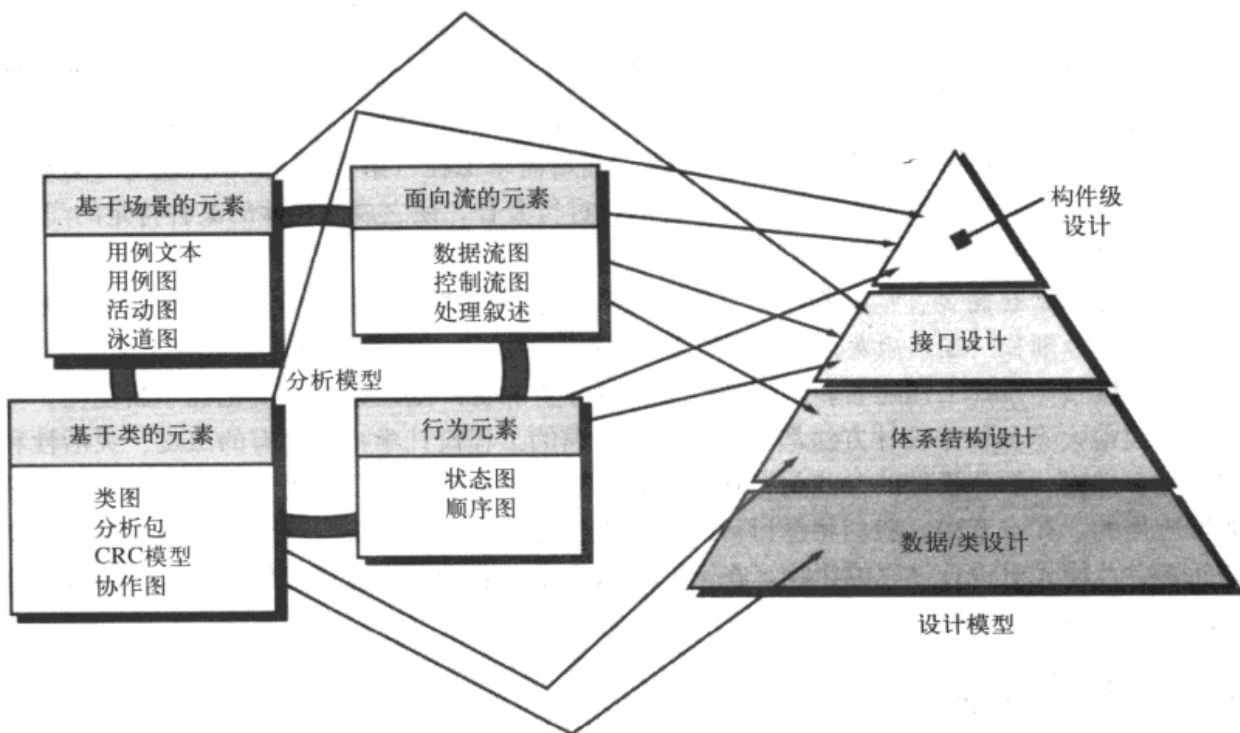 基于场景的元素
用例文本
用例图
活动图
泳道图
面向流的元素
数据流图
控制流图
处理叙述
分析模型
基于类的元素
类图
分析包
CRC模型
协作图
行为元素
状态图
顺序图
构件级
设计
接口设计
体系结构设计
数据/类设计
设计模型